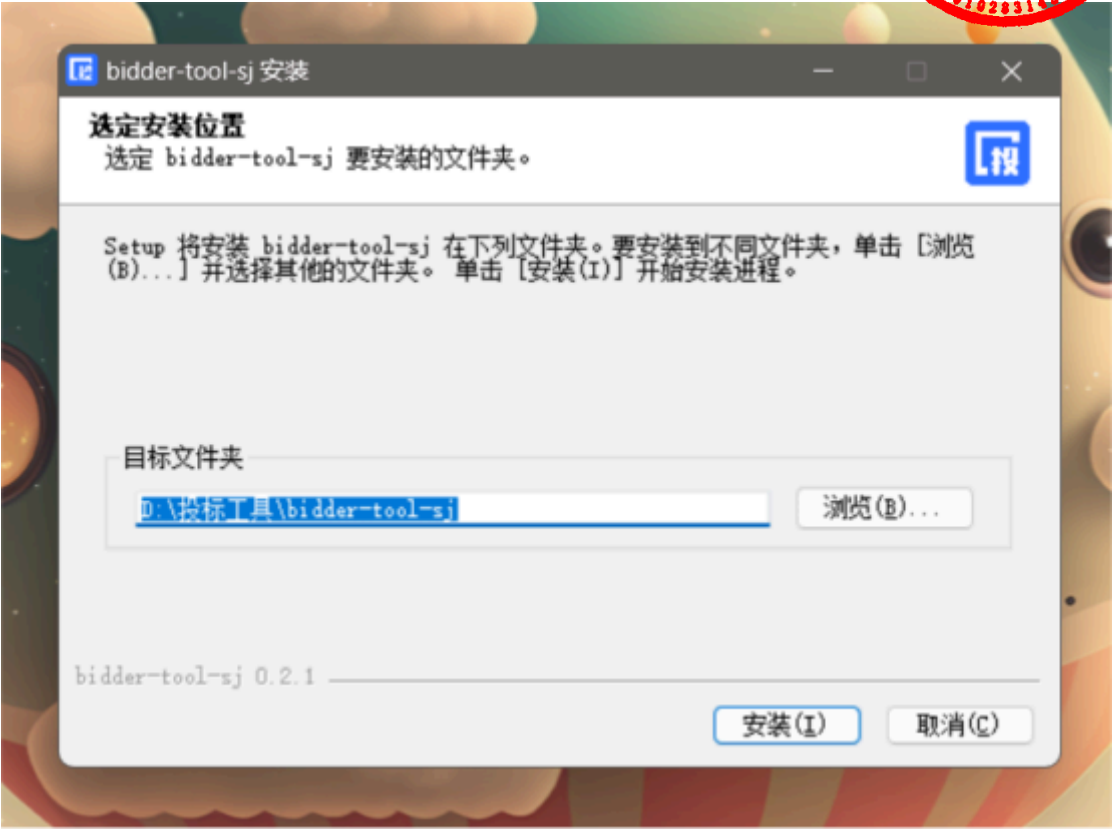 bidder-tool-sj 安装
选定安装位置
选定 bidder-tool-sj 要安装的文件夹。
投
Setup 将安装 bidder-tool-sj 在下列文件夹。要安装到不同文件夹，单击 [浏览
(B)...] 并选择其他的文件夹。 单击 [安装(I)] 开始安装进程。
目标文件夹
D:\投标工具\bidder-tool-sj
浏览(B)...
bidder-tool-sj 0.2.1
安装(I)
取消(C)